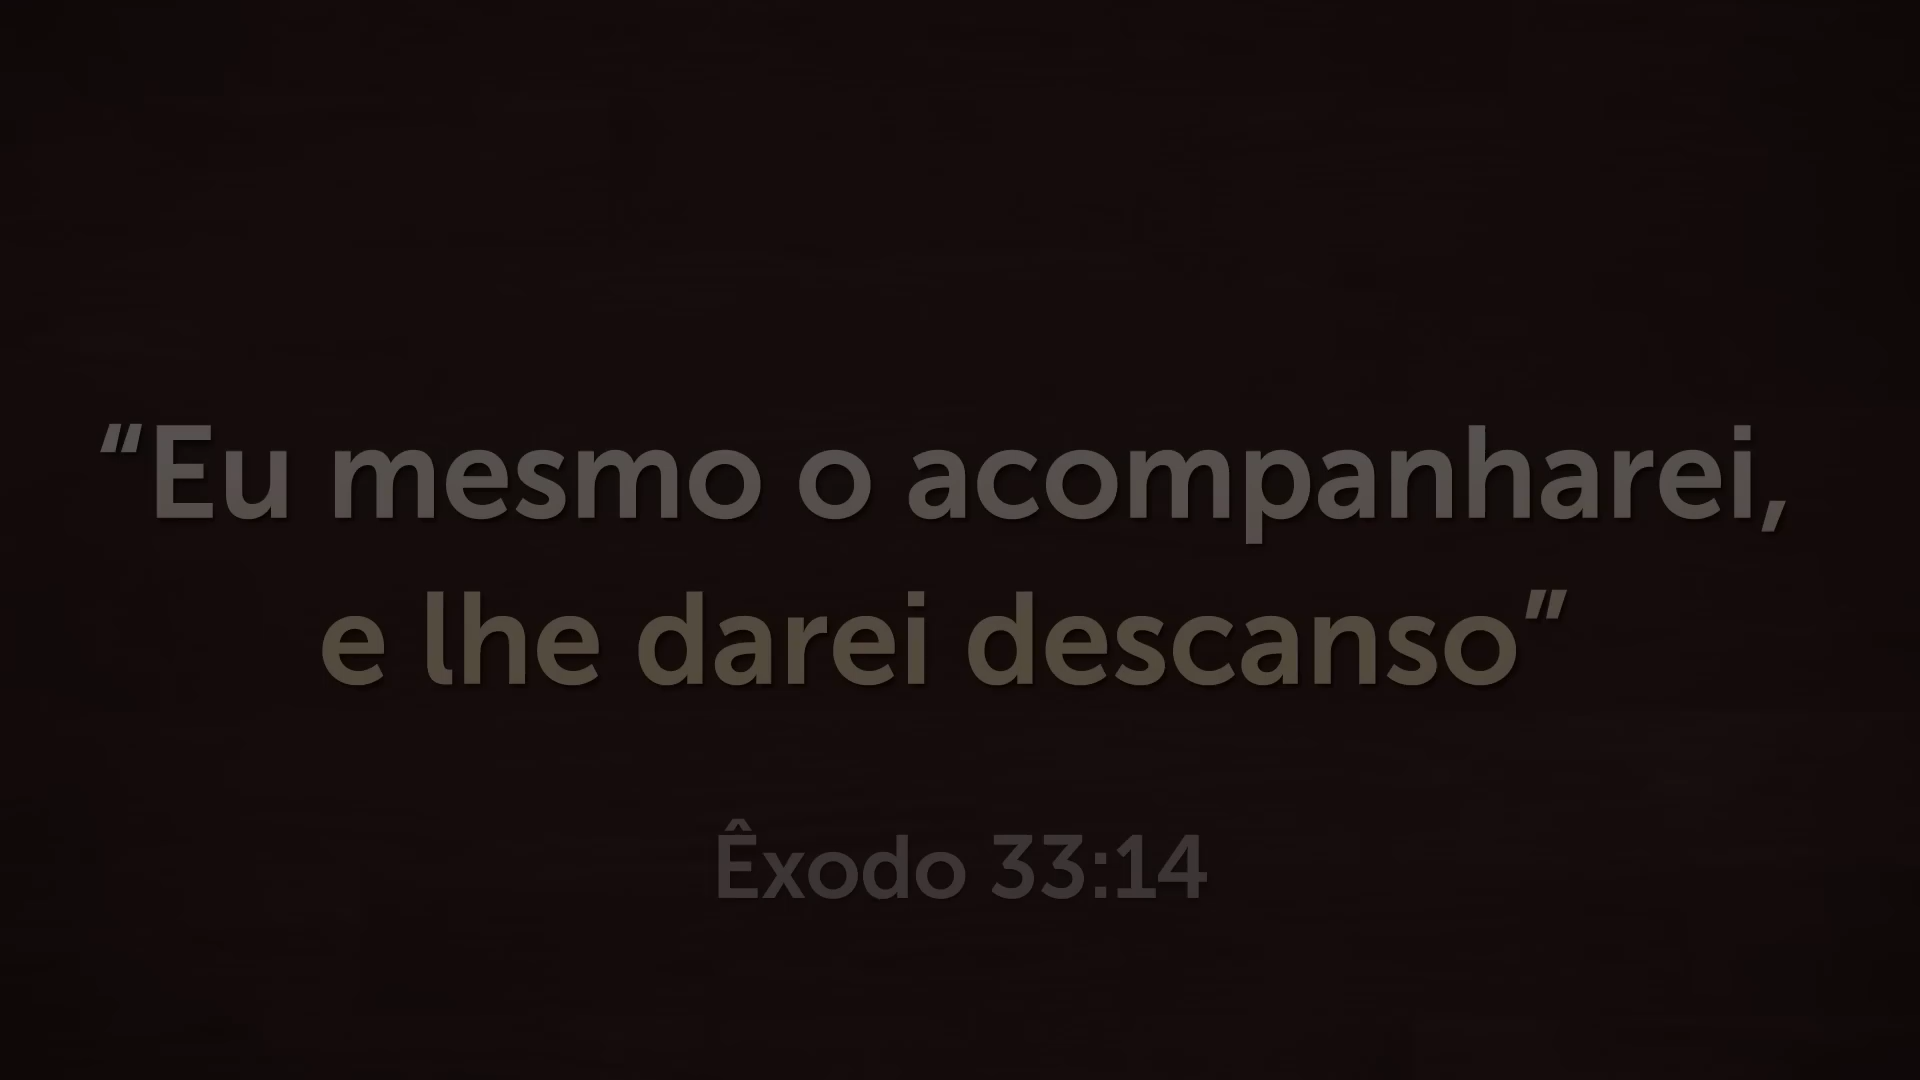 “Eu mesmo o acompanharei,
e lhe darei descanso”
Êxodo 33:14